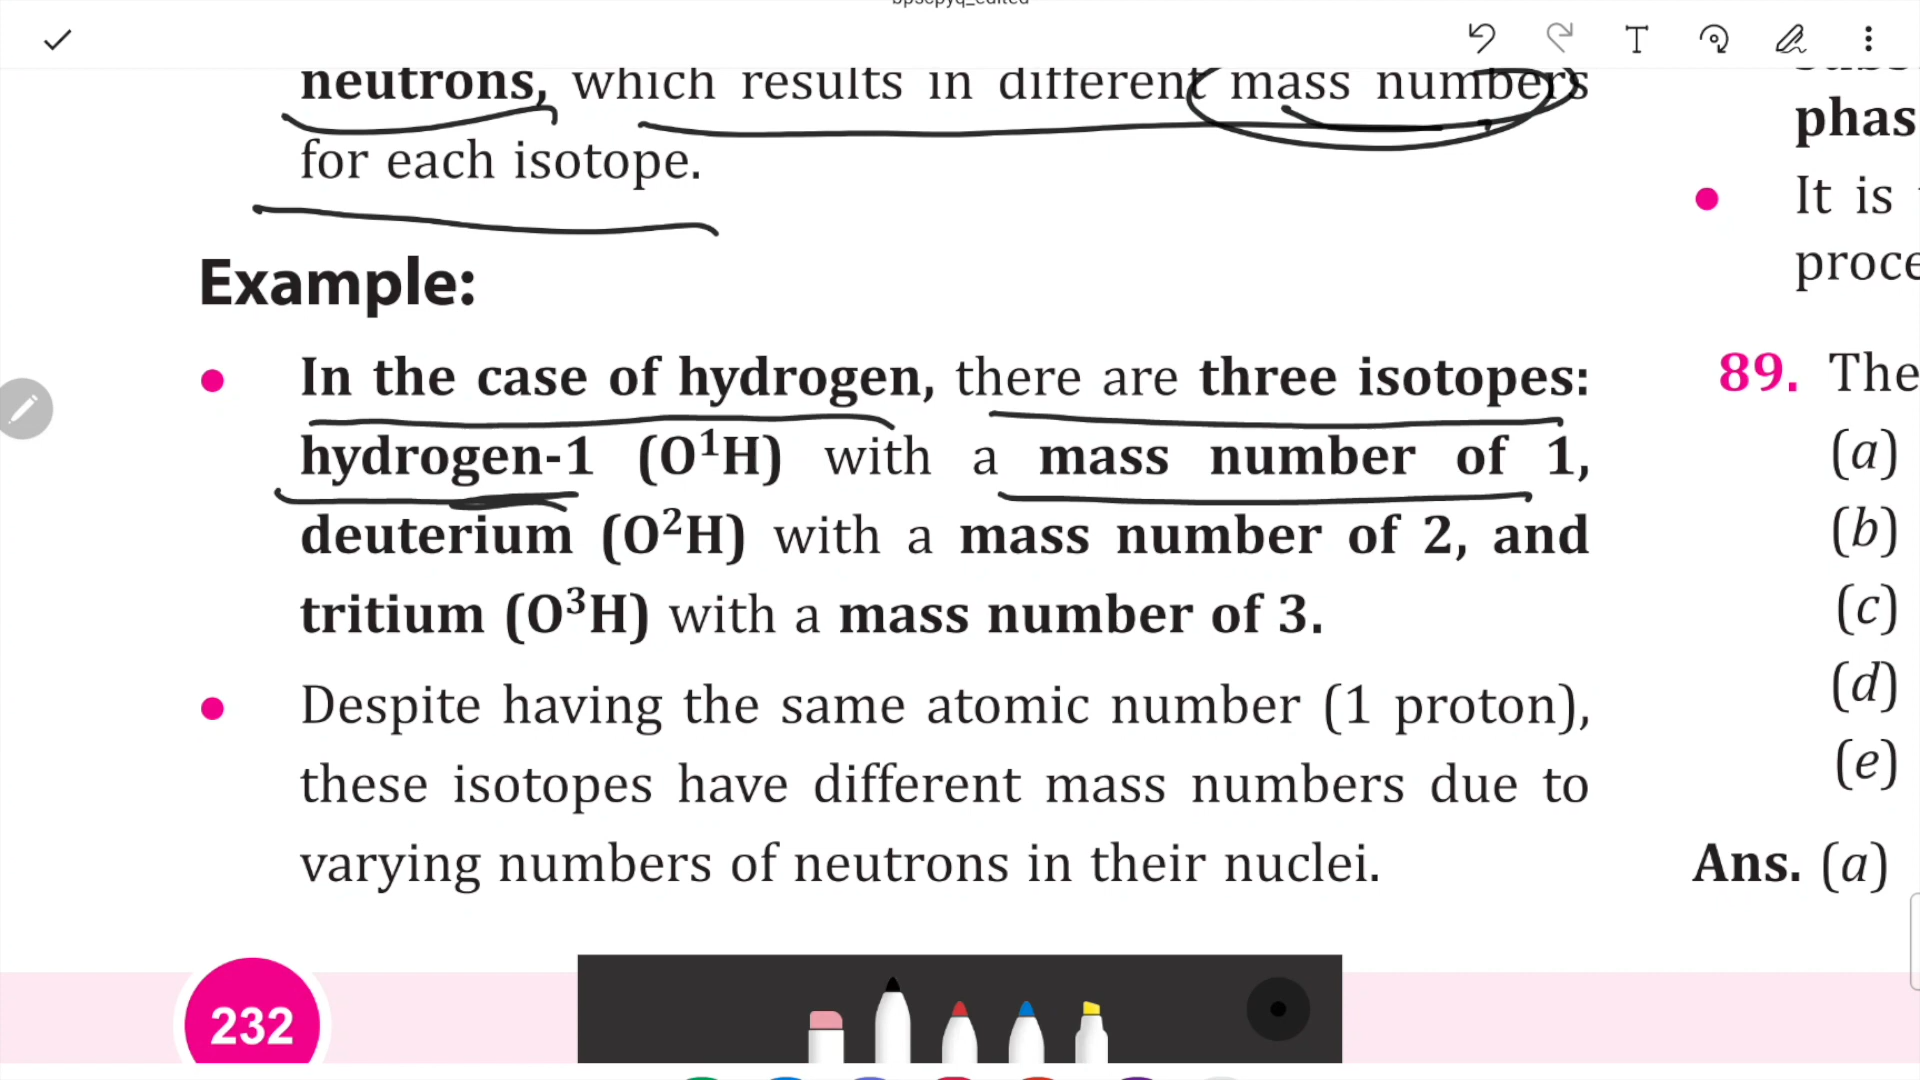 neutrons, which results in different mass numbers
for each isotope.
Example:
In the case of hydrogen, there are three isotopes:
hydrogen-1 (O¹H) with a mass number of 1,
deuterium (O²H) with a mass number of 2, and
tritium (O³H) with a mass number of 3.
Despite having the same atomic number (1 proton),
these isotopes have different mass numbers due to
varying numbers of neutrons in their nuclei.
232
phas
It is
proce
89. The
(a)
(b)
(c)
(d)
(e)
Ans. (a)